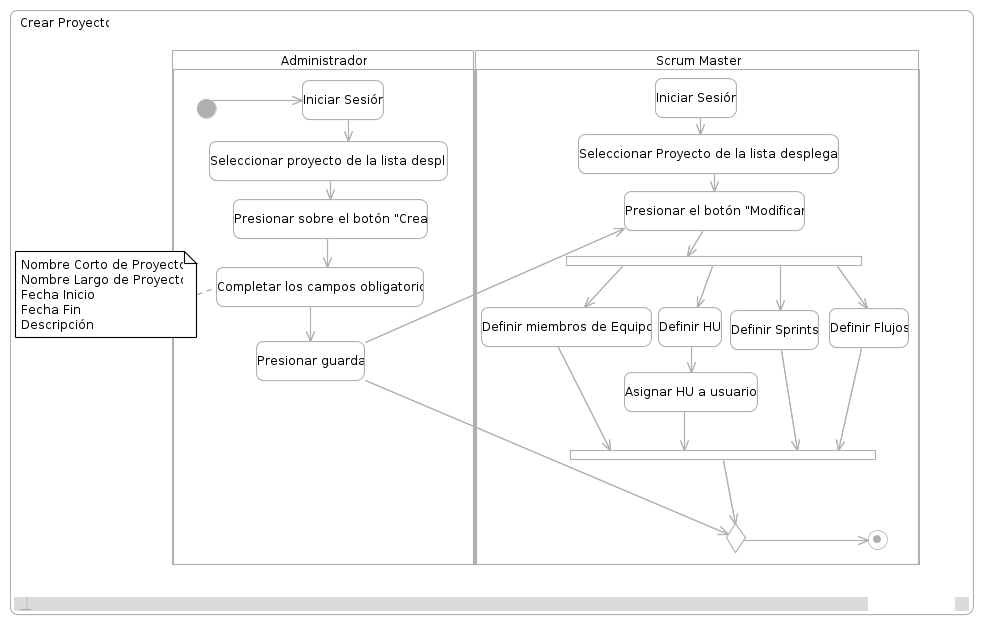 Crear Proyecto
Administrador
Iniciar Sesión
Seleccionar proyecto de la lista despl
Presionar sobre el botón "Crea
Completar los campos obligatorio
Presionar guarda
Nombre Corto de Proyecto
Nombre Largo de Proyecto
Fecha Inicio
Fecha Fin
Descripción
Scrum Master
Iniciar Sesión
Seleccionar Proyecto de la lista desplega
Presionar el botón "Modificar
Definir miembros de Equipo
Definir HU
Definir Sprints
Definir Flujos
Asignar HU a usuario